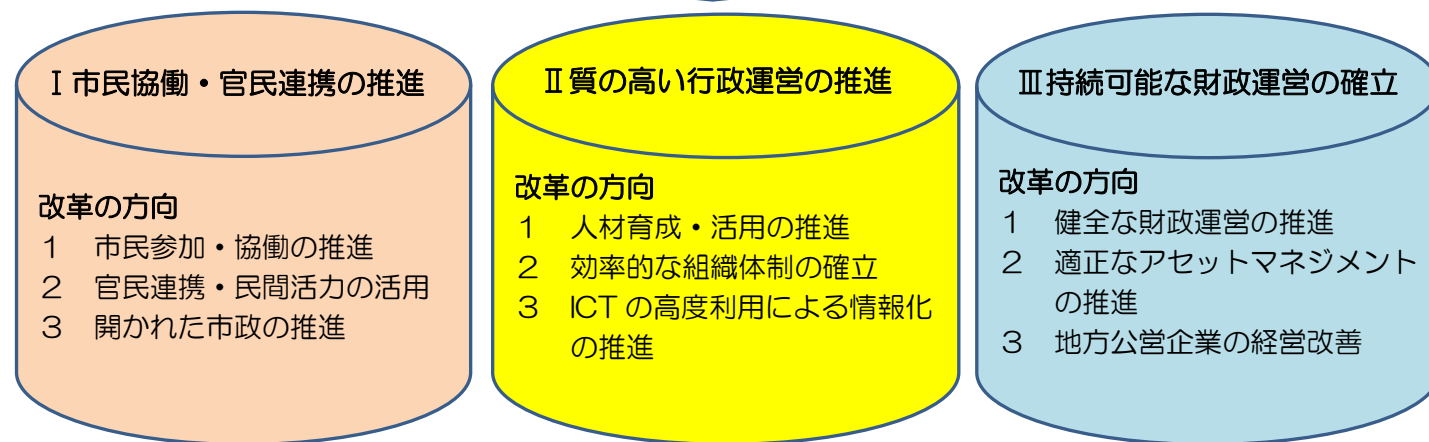 Ⅰ市民協働・官民連携の推進
改革の方向
１　市民参加・協働の推進
２　官民連携・民間活力の活用
３　開かれた市政の推進
Ⅱ質の高い行政運営の推進
改革の方向
１　人材育成・活用の推進
２　効率的な組織体制の確立
３　ICT の高度利用による情報化
の推進
Ⅲ持続可能な財政運営の確立
改革の方向
１　健全な財政運営の推進
２　適正なアセットマネジメント
の推進
３　地方公営企業の経営改善